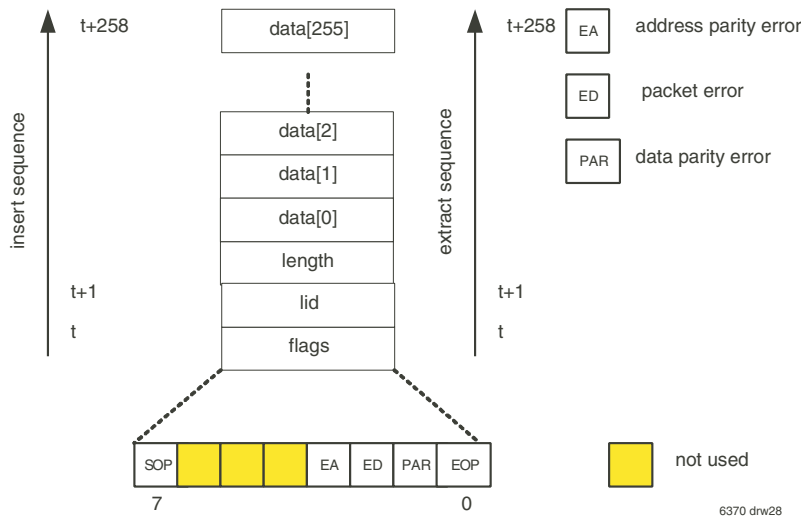 t+258
data[255]
t+258
EA
address parity error
ED
packet error
data[2]
PAR
data parity error
data[1]
insert sequence
extract sequence
data[0]
length
t+1
lid
t+1
t
flags
t
SOP
EA
ED
PAR
EOP
not used
7
0
6370 drw28